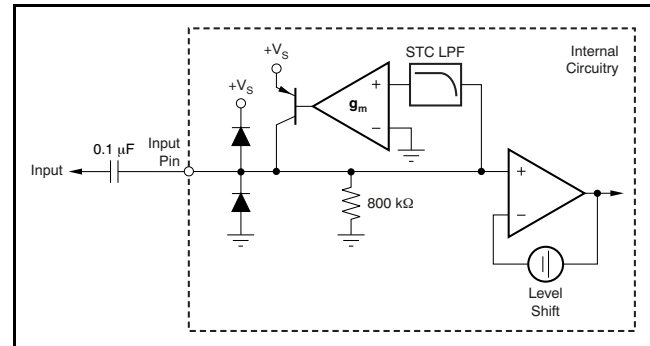 +V_S
STC LPF
Internal
Circuitry
+V_S
g_m
+
−
0.1 µF
Input
Pin
Input
800 kΩ
+
−
Level
Shift